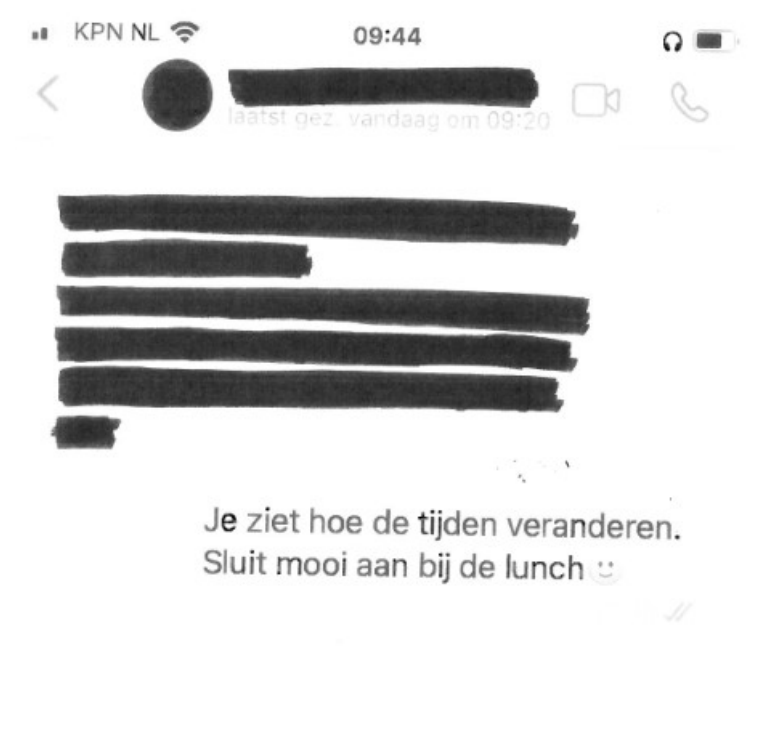 KPN NL 09:44
laatst gez. vandaag om 09:20
Je ziet hoe de tijden veranderen.
Sluit mooi aan bij de lunch🙂